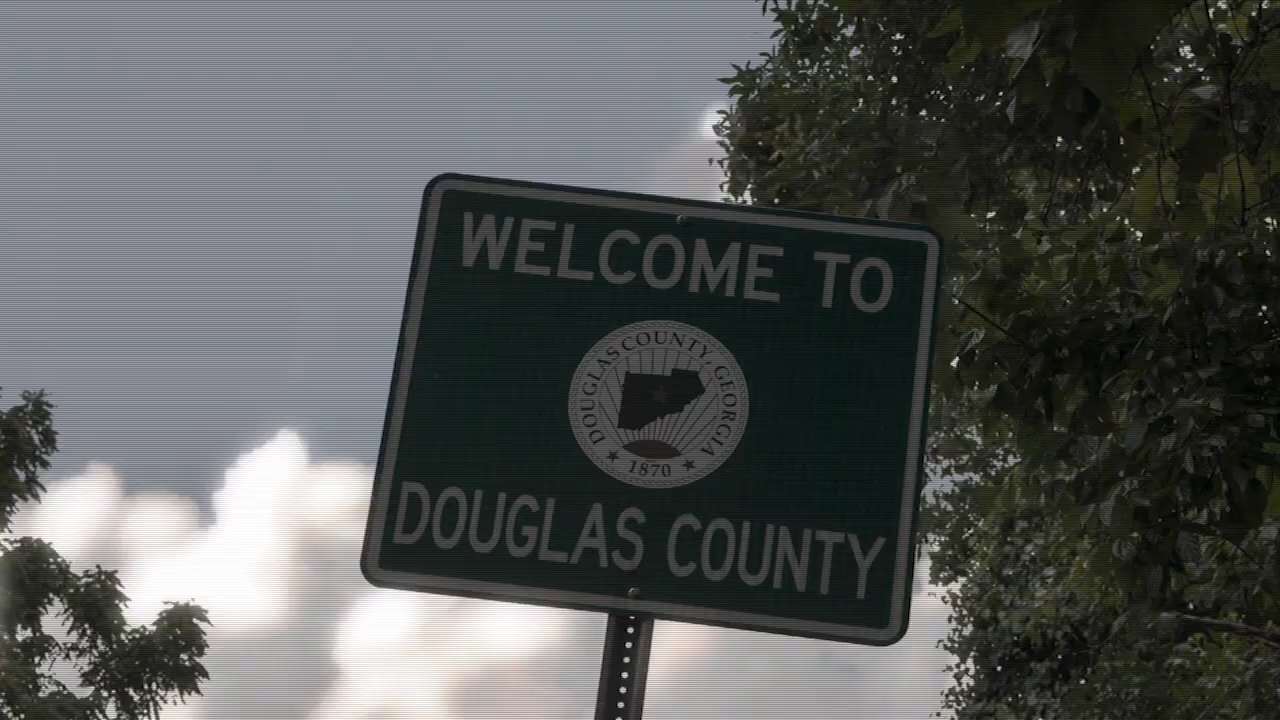 WELCOME TO
DOUGLAS COUNTY, GEORGIA
★ 1870 ★
DOUGLAS COUNTY